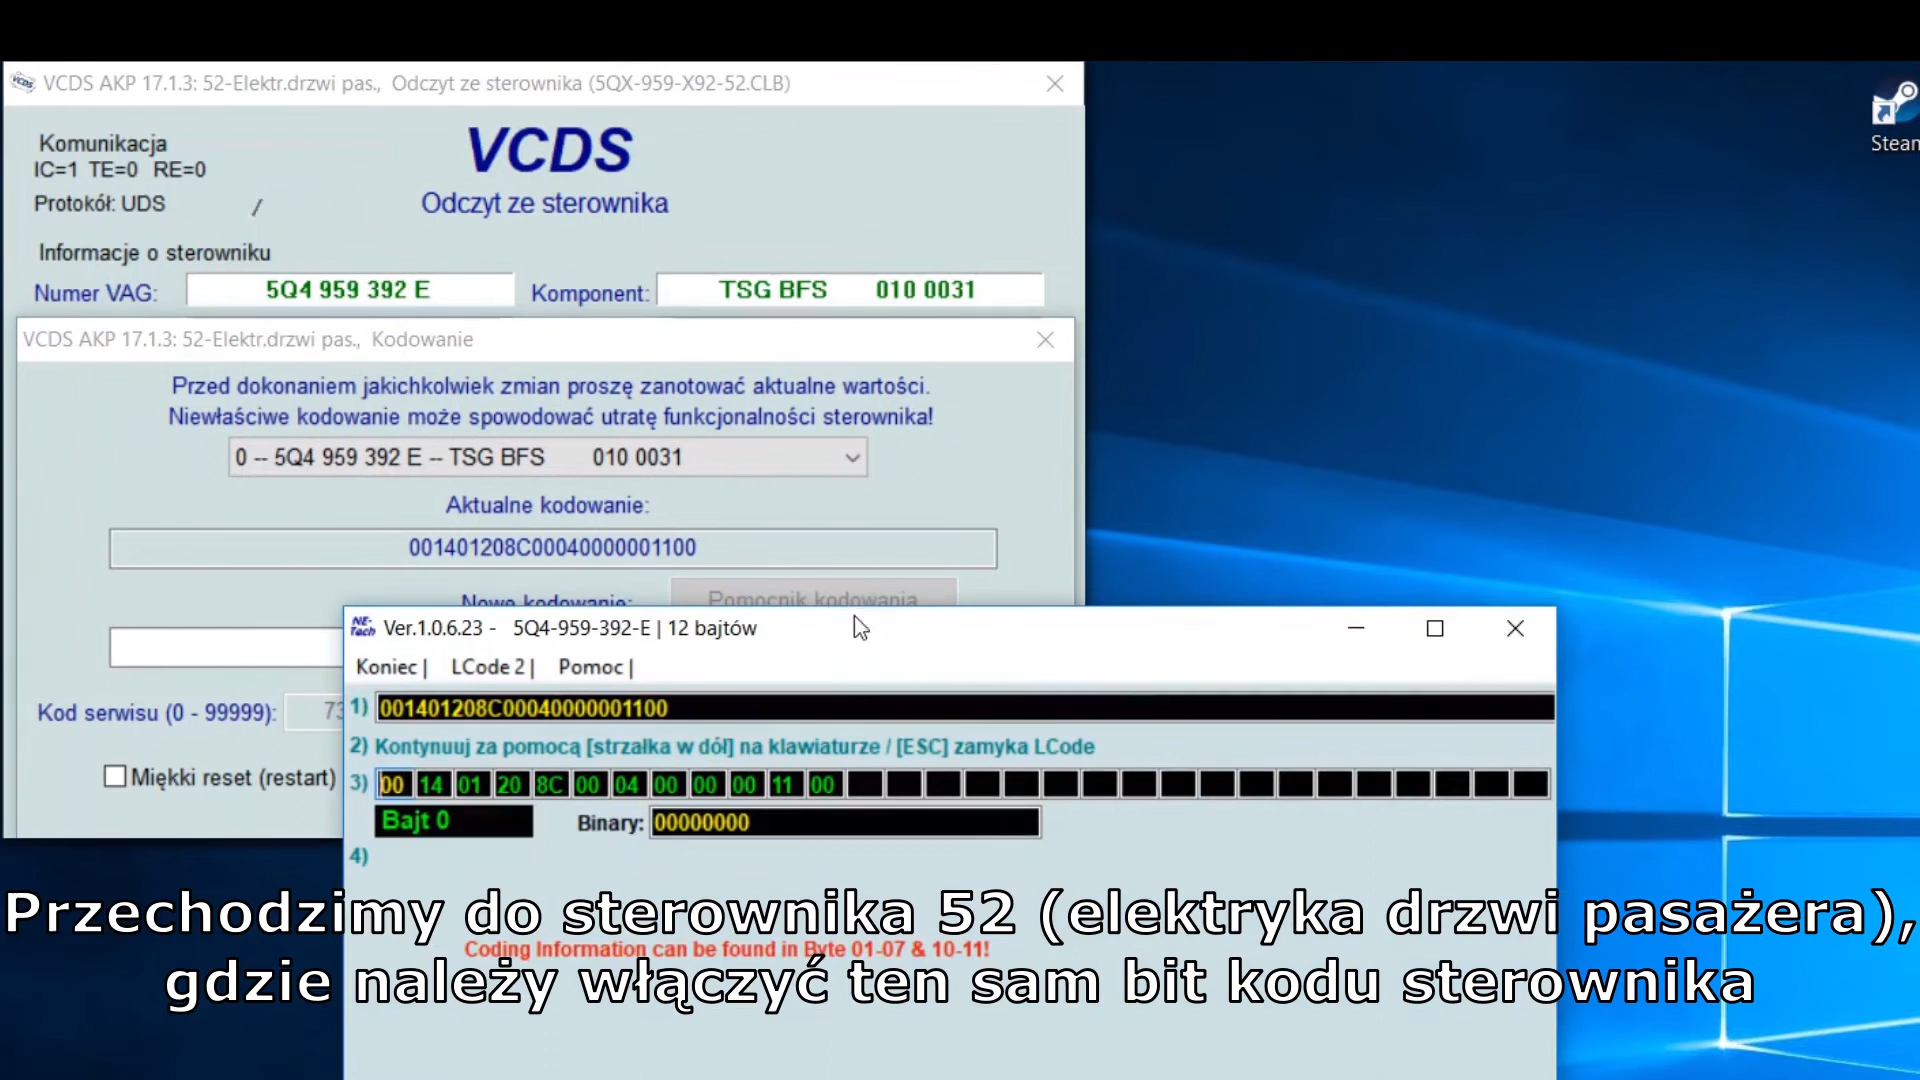 VCDS AKP 17.1.3: 52-Elektr.drzwi pas., Odczyt ze sterownika (5QX-959-X92-52.CLB)
Steam
Komunikacja
IC=1 TE=0 RE=0
Protokół: UDS /
VCDS
Odczyt ze sterownika
Informacje o sterowniku
Numer VAG: 5Q4 959 392 E Komponent: TSG BFS 010 0031
VCDS AKP 17.1.3: 52-Elektr.drzwi pas., Kodowanie
Przed dokonaniem jakichkolwiek zmian proszę zanotować aktualne wartości.
Niewłaściwe kodowanie może spowodować utratę funkcjonalności sterownika!
0 -- 5Q4 959 392 E -- TSG BFS 010 0031
Aktualne kodowanie:
001401208C00040000001100
Nowe kodowanie: Pomocnik kodowania
NE-Tach Ver.1.0.6.23 - 5Q4-959-392-E | 12 bajtów
Koniec | LCode 2 | Pomoc |
Kod serwisu (0 - 99999): 73
1) 001401208C00040000001100
2) Kontynuuj za pomocą [strzalka w dół] na klawiaturze / [ESC] zamyka LCode
Miękki reset (restart)
3) 00 14 01 20 8C 00 04 00 00 00 11 00
Bajt 0 Binary: 00000000
4)
Przechodzimy do sterownika 52 (elektryka drzwi pasażera),
Coding Information can be found in Byte 01-07 & 10-11!
gdzie należy włączyć ten sam bit kodu sterownika